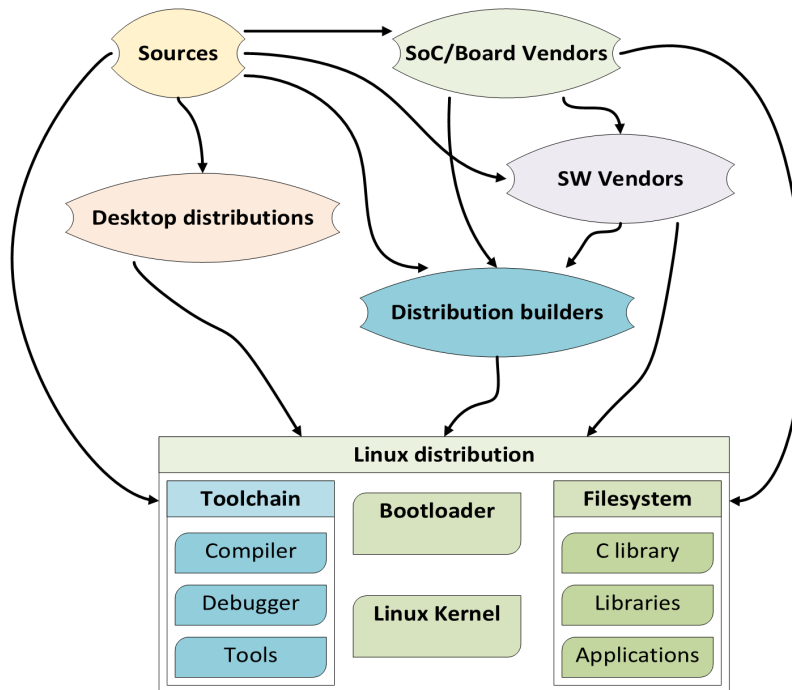 Sources
SoC/Board Vendors
SW Vendors
Desktop distributions
Distribution builders
Linux distribution
Toolchain
Compiler
Debugger
Tools
Bootloader
Linux Kernel
Filesystem
C library
Libraries
Applications